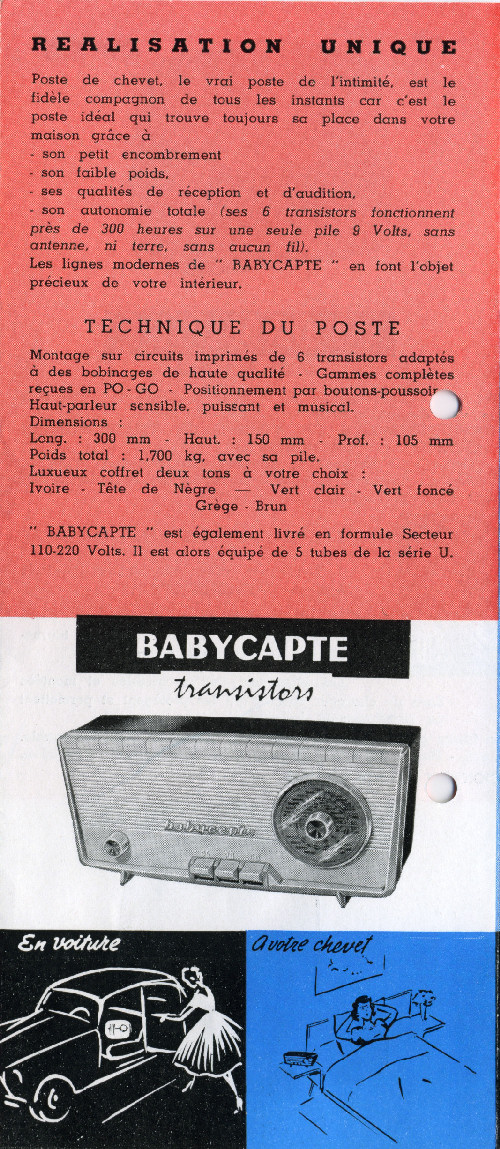 REALISATION UNIQUE
Poste de chevet, le vrai poste de l'intimité, est le
fidèle compagnon de tous les instants car c'est le
poste idéal qui trouve toujours sa place dans votre
maison grâce à
- son petit encombrement
- son faible poids,
- ses qualités de réception et d'audition,
- son autonomie totale (ses 6 transistors fonctionnent
près de 300 heures sur une seule pile 9 Volts, sans
antenne, ni terre, sans aucun fil).
Les lignes modernes de " BABYCAPTE " en font l'objet
précieux de votre intérieur.
TECHNIQUE DU POSTE
Montage sur circuits imprimés de 6 transistors adaptés
à des bobinages de haute qualité - Gammes complètes
reçues en PO - GO - Positionnement par
Haut-parleur sensible, puissant et musical.
Dimensions :
Long. : 300 mm - Haut. : 150 mm - Prof. : 105 mm
Poids total : 1,700 kg, avec sa pile.
Luxueux coffret deux tons à votre choix :
Ivoire - Tête de Nègre — Vert clair - Vert foncé
Grège - Brun
" BABYCAPTE " est également livré en formule Secteur
110-220 Volts. Il est alors équipé de 5 tubes de la série U.
BABYCAPTE
transistors
babycapte
En voiture
A votre chevet